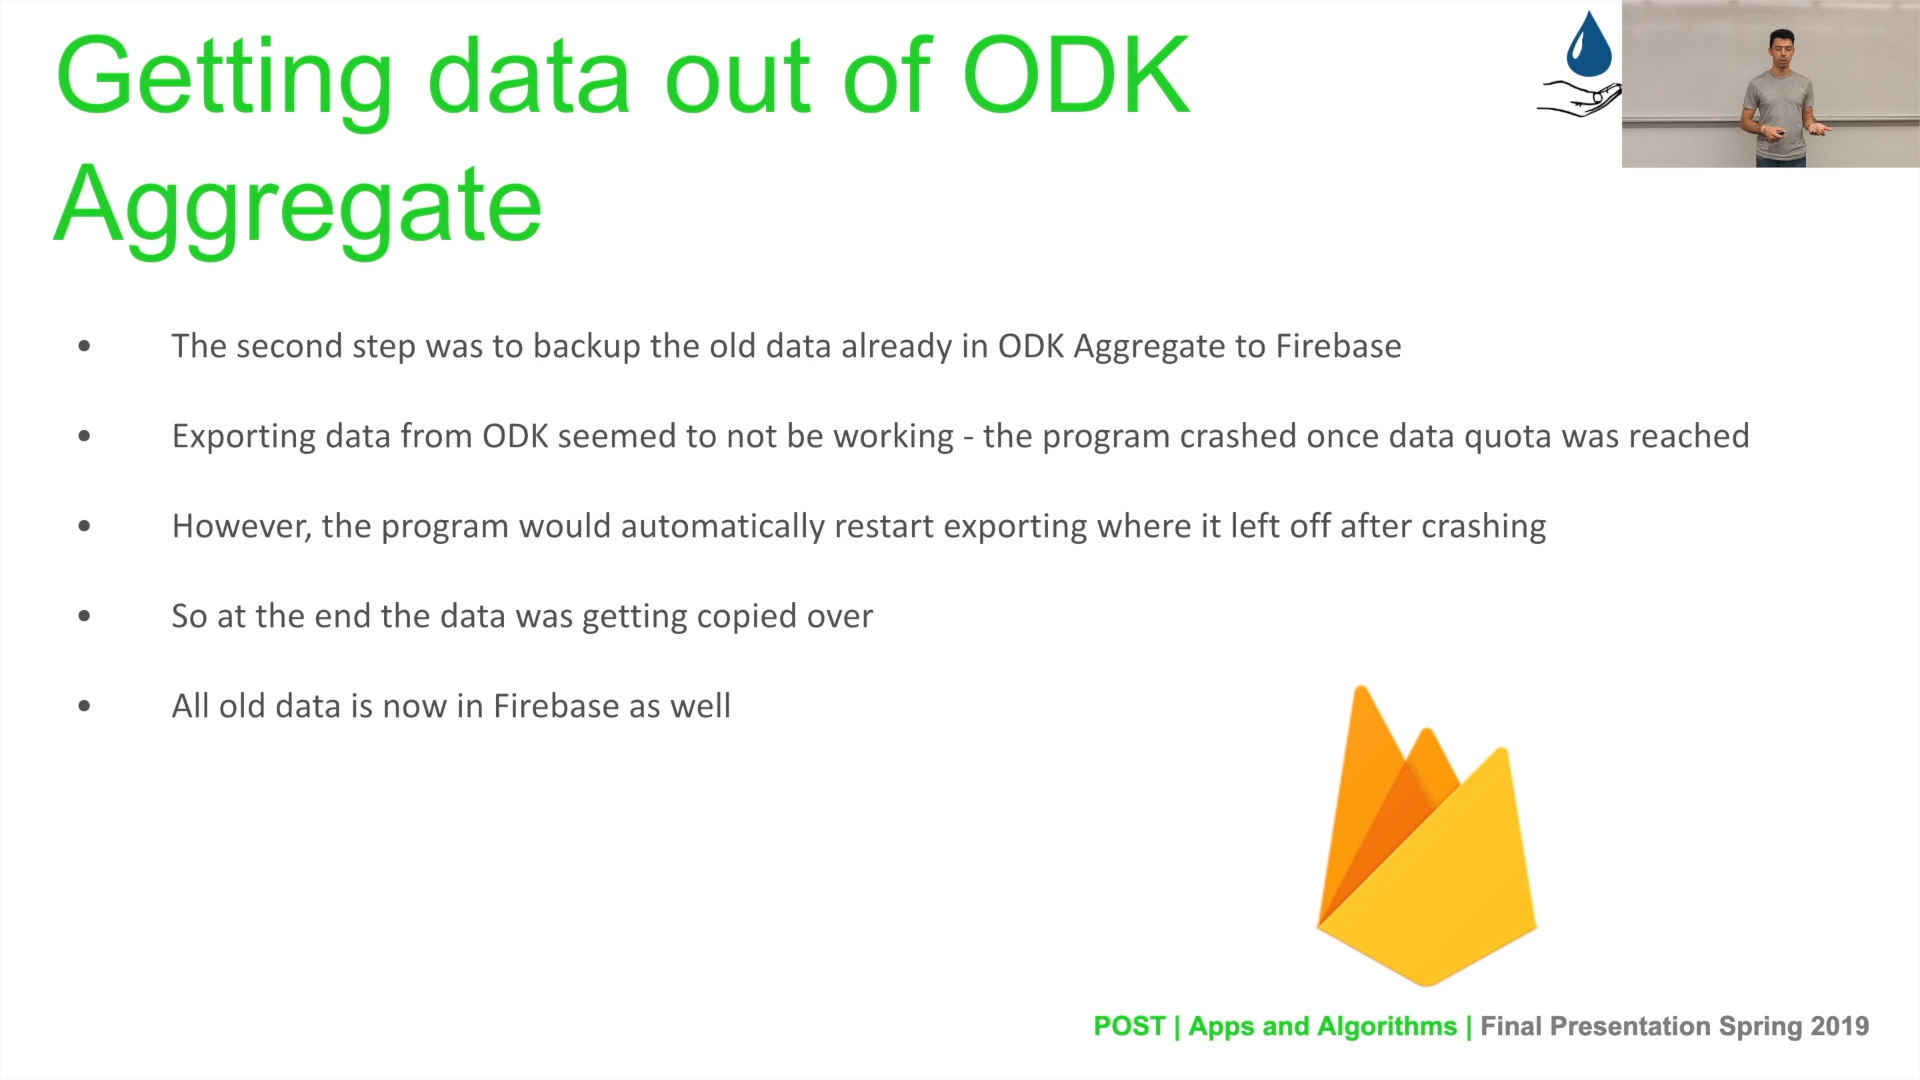 Getting data out of ODK
Aggregate
• The second step was to backup the old data already in ODK Aggregate to Firebase
• Exporting data from ODK seemed to not be working - the program crashed once data quota was reached
• However, the program would automatically restart exporting where it left off after crashing
• So at the end the data was getting copied over
• All old data is now in Firebase as well
POST | Apps and Algorithms | Final Presentation Spring 2019